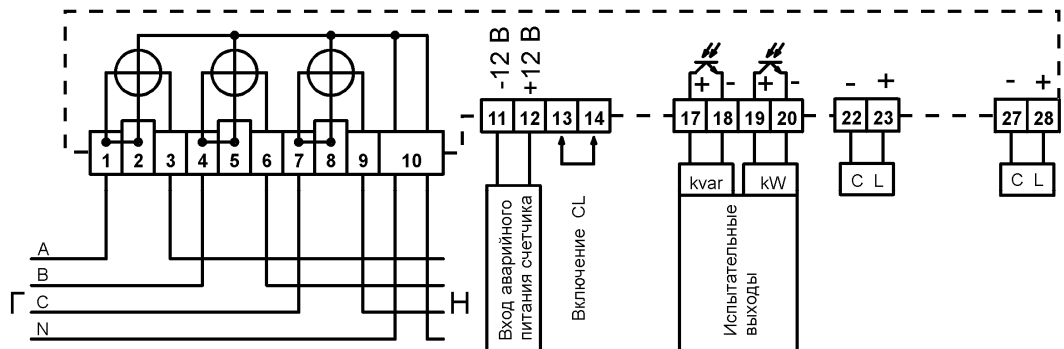 -12 В
+12 В
+ - + -
- +
- +
1 2 3 4 5 6 7 8 9 10
11 12 13 14
17 18 19 20
22 23
27 28
kvar kW
C L
C L
Вход аварийного
питания счетчика
Включение CL
Испытательные
выходы
A
B
C
N
Г
Н